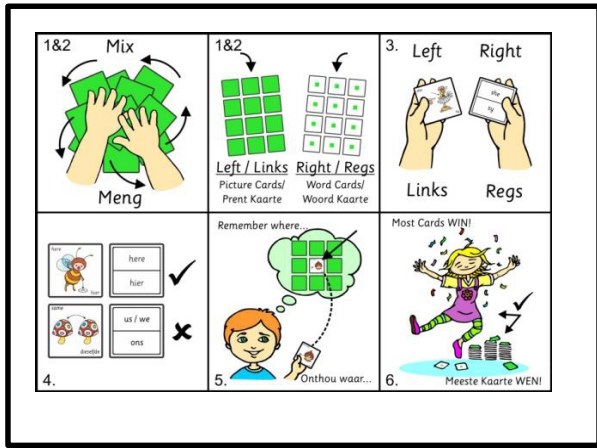 1&2
Mix
Meng
1&2
Left / Links
Picture Cards/
Prent Kaarte
Right / Regs
Word Cards/
Woord Kaarte
3.
Left Right
she
sy
Links Regs
here
hier
here
hier
same
dieselfde
us / we
ons
4.
Remember where...
5.
Onthou waar...
Most Cards WIN!
6.
Meeste Kaarte WEN!